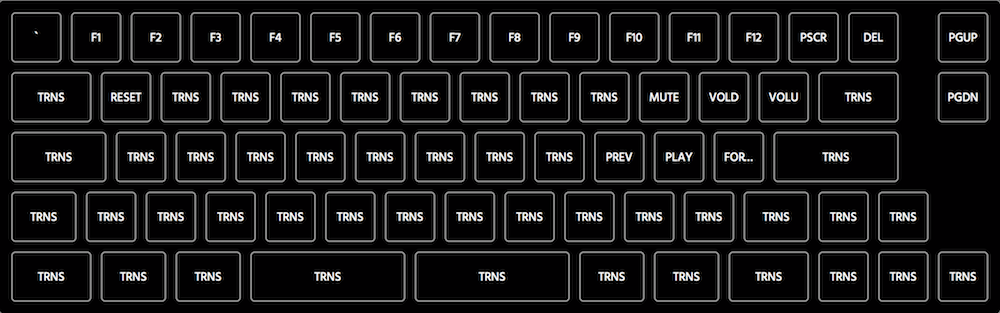 ` F1 F2 F3 F4 F5 F6 F7 F8 F9 F10 F11 F12 PSCR DEL PGUP
TRNS RESET TRNS TRNS TRNS TRNS TRNS TRNS TRNS TRNS MUTE VOLD VOLU TRNS PGDN
TRNS TRNS TRNS TRNS TRNS TRNS TRNS TRNS TRNS PREV PLAY FOR... TRNS
TRNS TRNS TRNS TRNS TRNS TRNS TRNS TRNS TRNS TRNS TRNS TRNS TRNS TRNS TRNS
TRNS TRNS TRNS TRNS TRNS TRNS TRNS TRNS TRNS TRNS TRNS